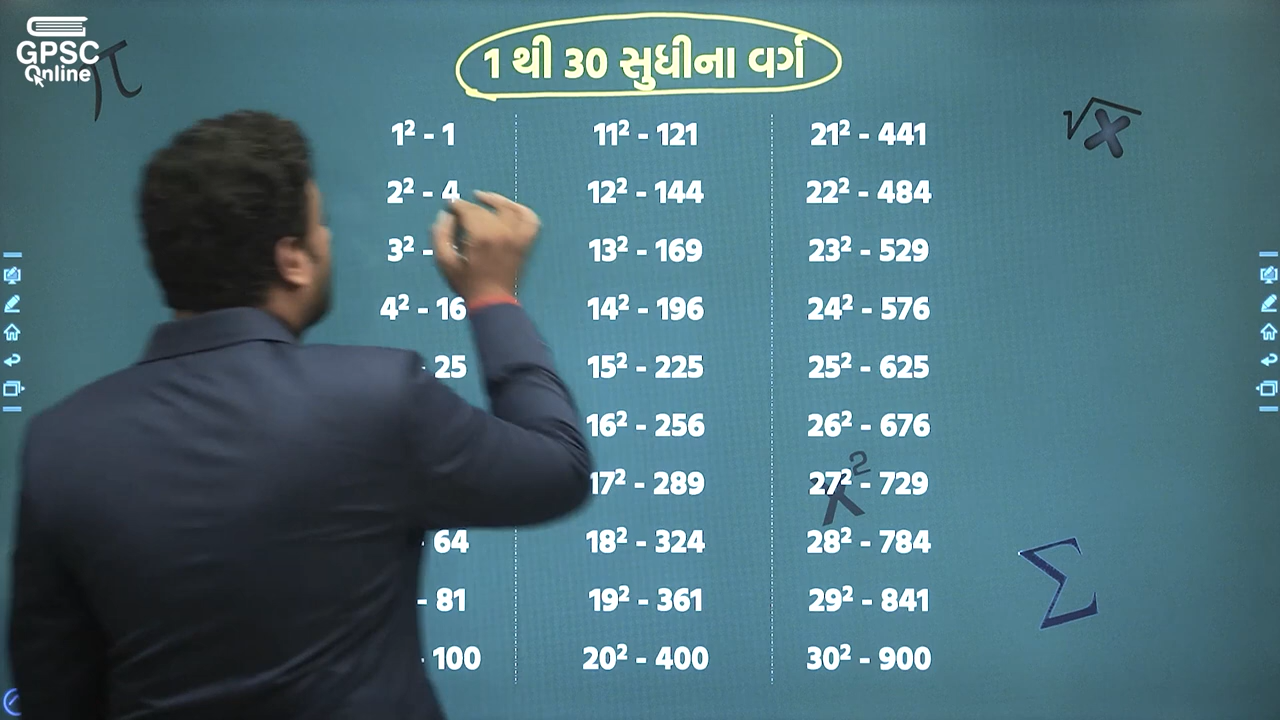 GPSC
Online
π
1 થી 30 સુધીના વર્ગ
√x
1² - 1
2² - 4
3² -
4² - 16
- 25
- 64
- 81
- 100
11² - 121
12² - 144
13² - 169
14² - 196
15² - 225
16² - 256
17² - 289
18² - 324
19² - 361
20² - 400
21² - 441
22² - 484
23² - 529
24² - 576
25² - 625
26² - 676
27² - 729
28² - 784
29² - 841
30² - 900
x²
Σ